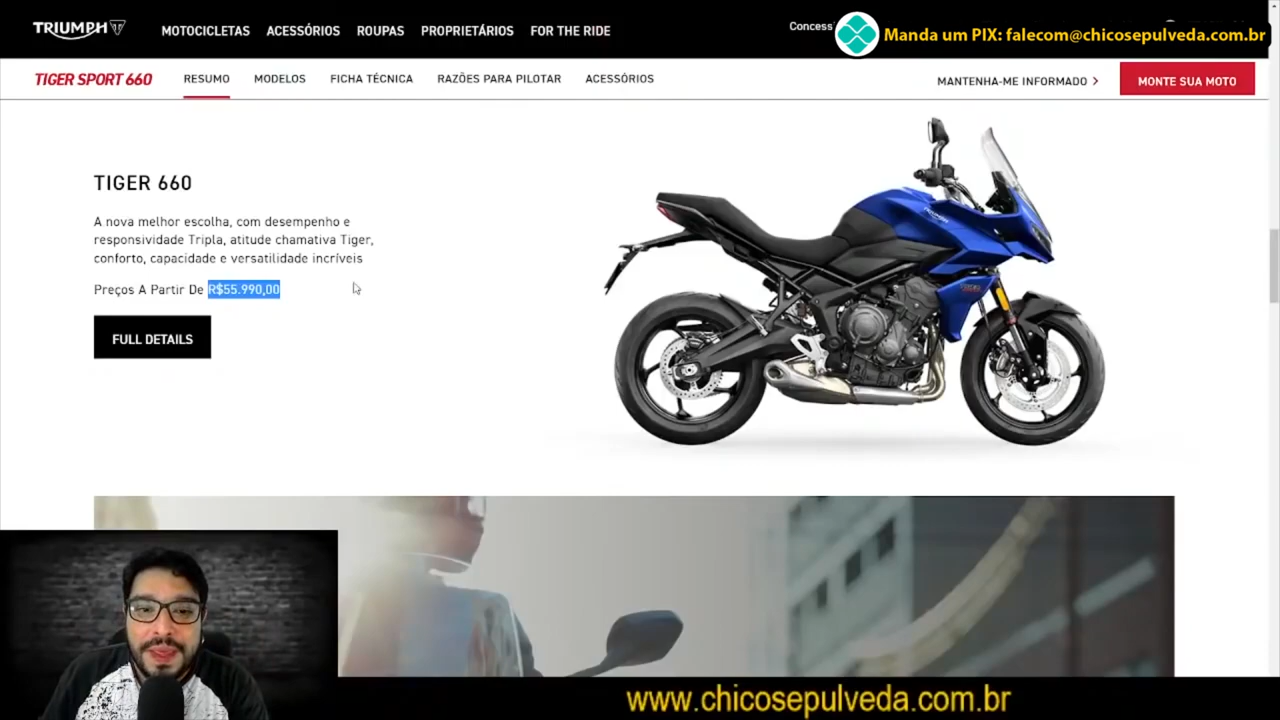 TRIUMPH
MOTOCICLETAS ACESSÓRIOS ROUPAS PROPRIETÁRIOS FOR THE RIDE
Concess
Manda um PIX: falecom@chicosepulveda.com.br
TIGER SPORT 660
RESUMO MODELOS FICHA TÉCNICA RAZÕES PARA PILOTAR ACESSÓRIOS
MANTENHA-ME INFORMADO
MONTE SUA MOTO
TIGER 660
A nova melhor escolha, com desempenho e
responsividade Tripla, atitude chamativa Tiger,
conforto, capacidade e versatilidade incríveis
Preços A Partir De R$55.990,00
FULL DETAILS
www.chicosepulveda.com.br